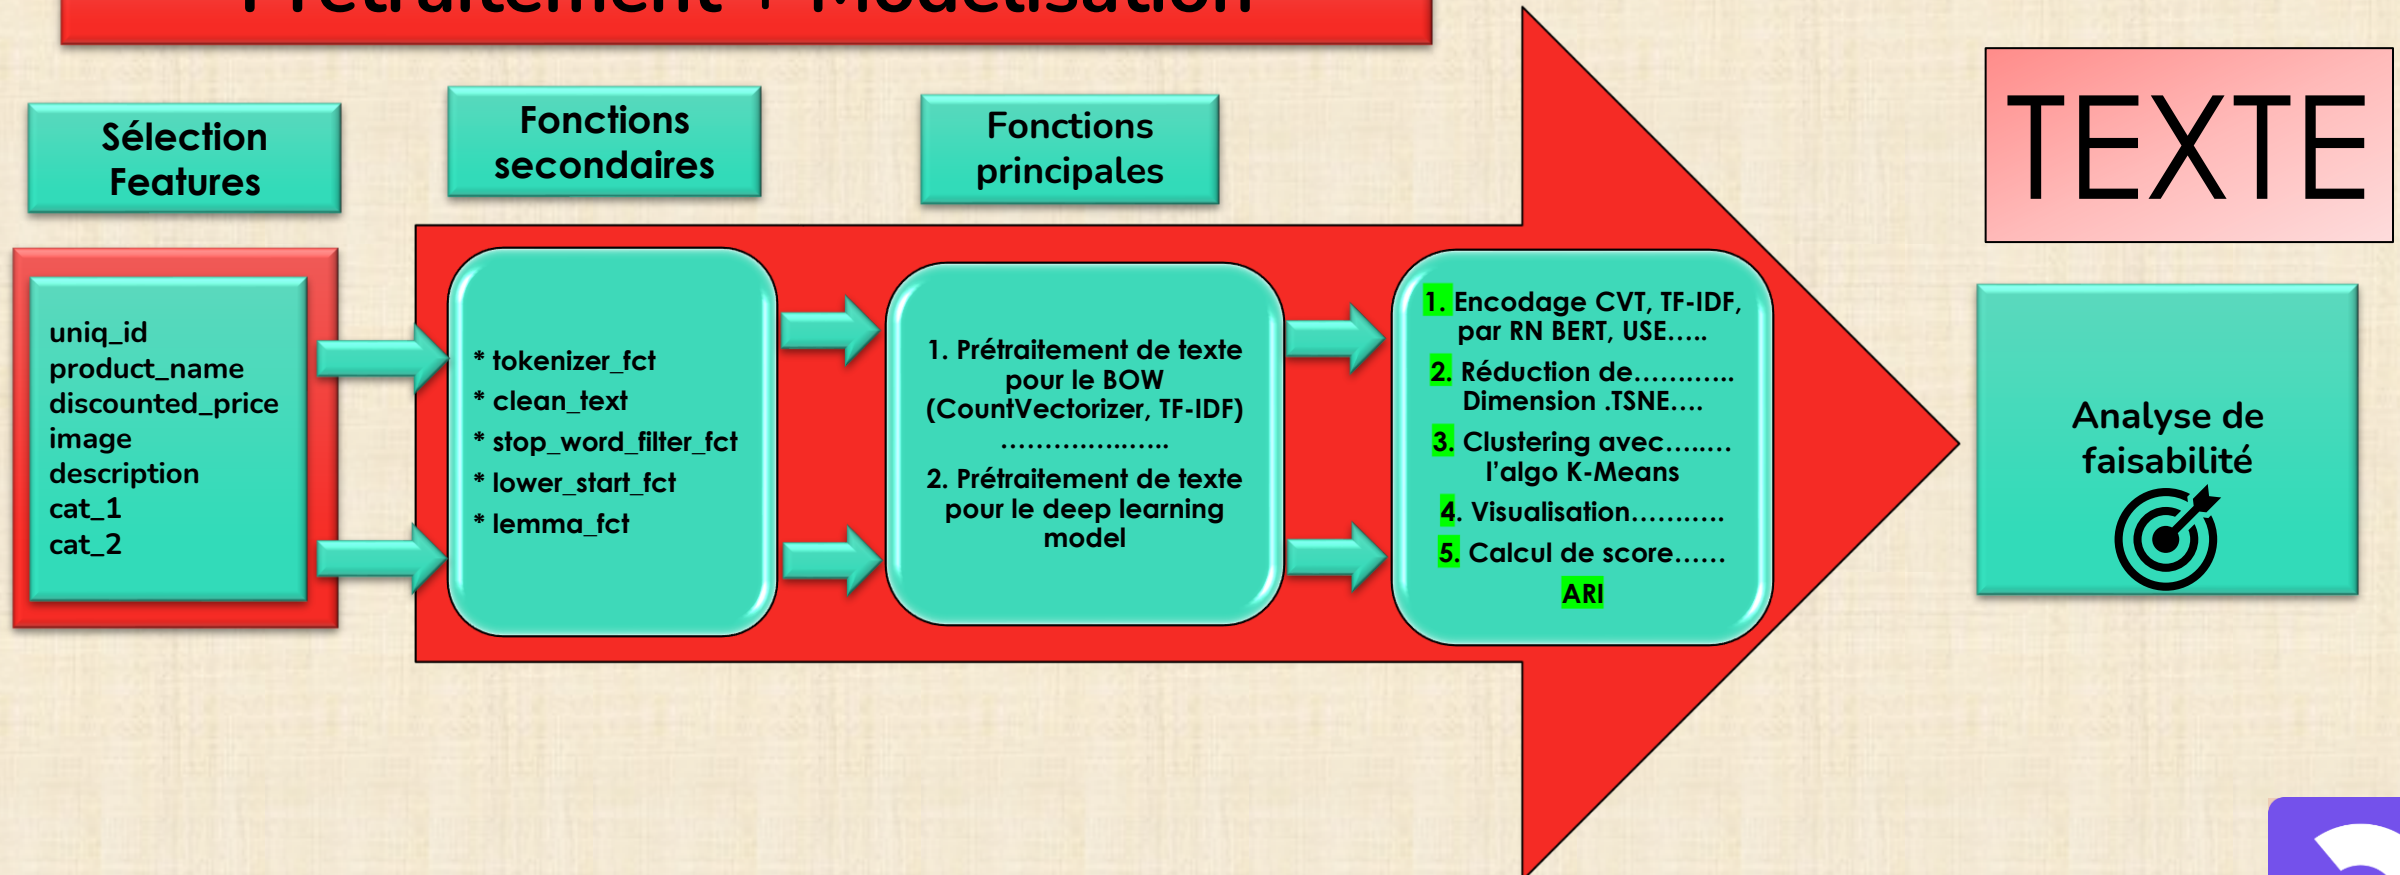 Prétraitement + Modélisation
TEXTE
Sélection
Features
Fonctions
secondaires
Fonctions
principales
uniq_id
product_name
discounted_price
image
description
cat_1
cat_2
* tokenizer_fct
* clean_text
* stop_word_filter_fct
* lower_start_fct
* lemma_fct
1. Prétraitement de texte
pour le BOW
(CountVectorizer, TF-IDF)
………………..
2. Prétraitement de texte
pour le deep learning
model
1. Encodage CVT, TF-IDF,
par RN BERT, USE…..
2. Réduction de…………..
Dimension .TSNE….
3. Clustering avec…..…
l’algo K-Means
4. Visualisation……..….
5. Calcul de score……
ARI
Analyse de
faisabilité